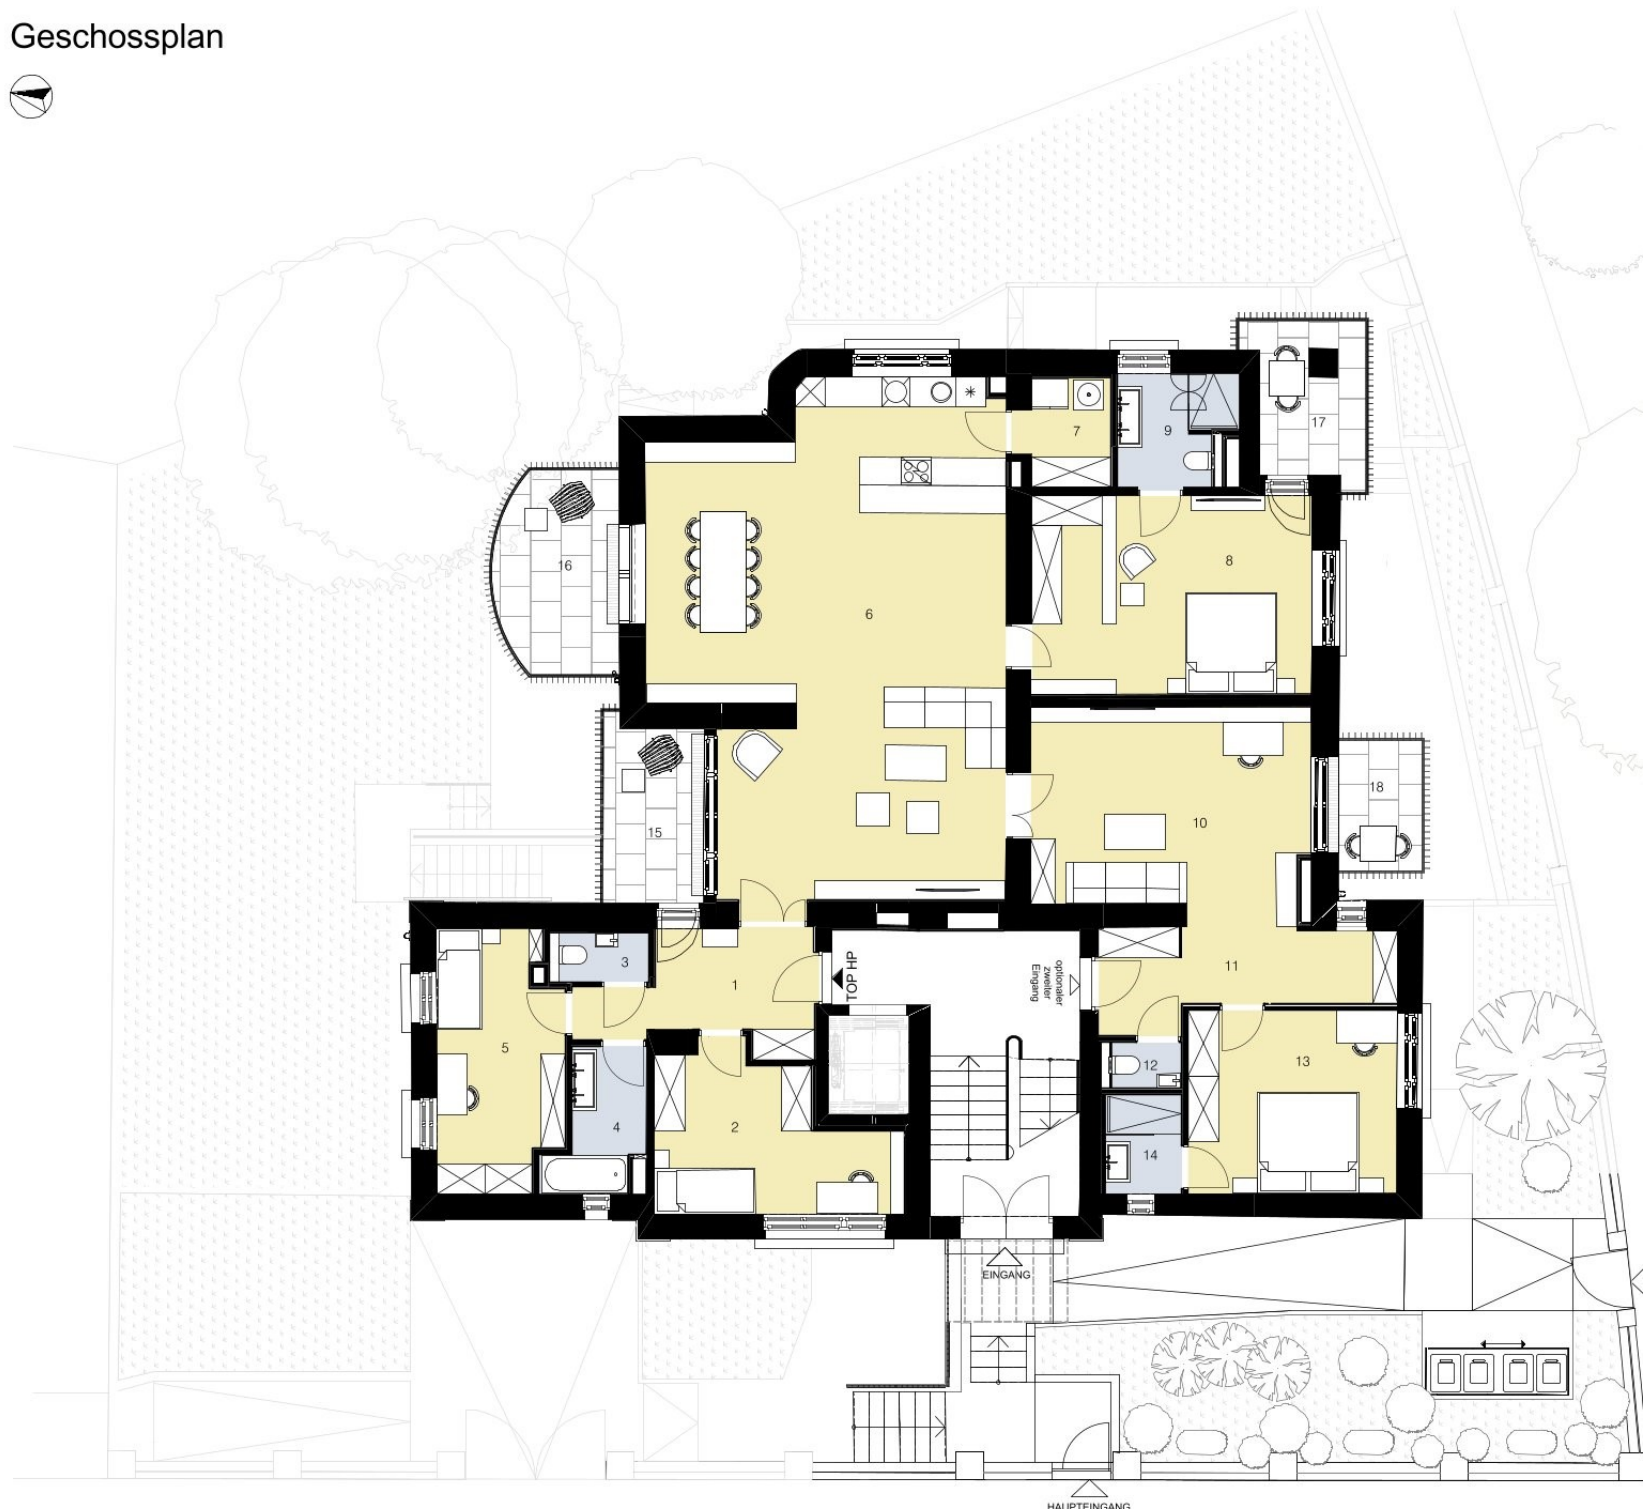 Geschossplan
17
7
9
16
8
6
18
15
10
3
1
TOP HP
optionaler
zweiter
Eingang
11
5
12
13
2
4
14
EINGANG
HAUPTEINGANG